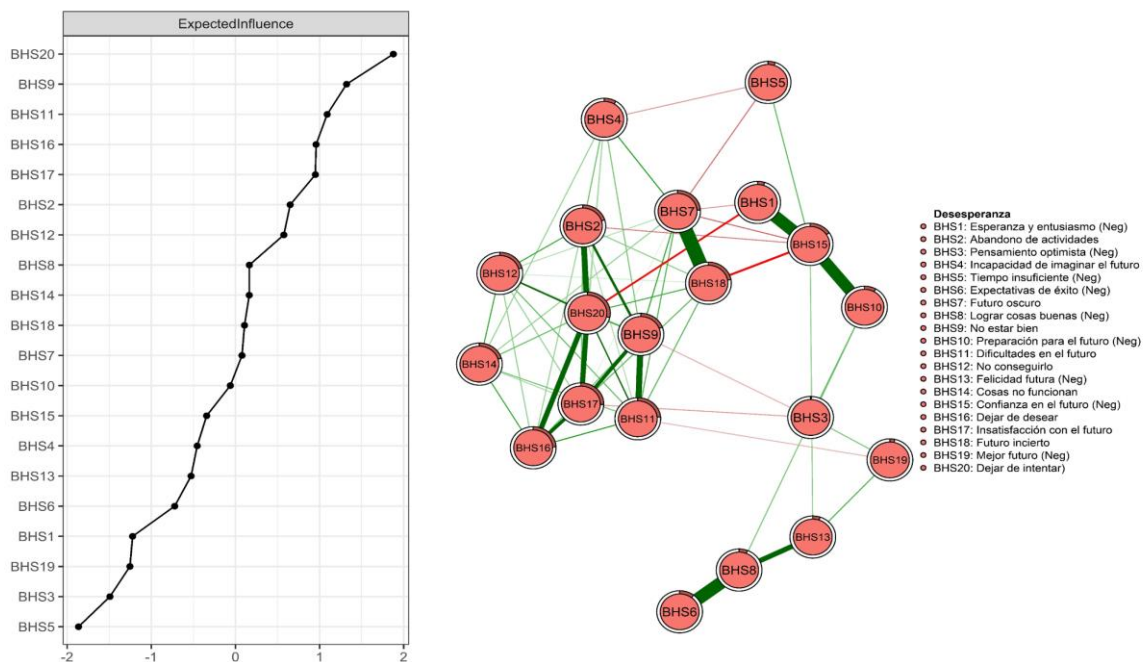 ExpectedInfluence
BHS20
BHS9
BHS11
BHS16
BHS17
BHS2
BHS12
BHS8
BHS14
BHS18
BHS7
BHS10
BHS15
BHS4
BHS13
BHS6
BHS1
BHS19
BHS3
BHS5
-2 -1 0 1 2
BHS5
BHS4
BHS7
BHS1
BHS2
BHS15
BHS12
BHS18
BHS10
BHS20
BHS9
BHS14
BHS17
BHS11
BHS3
BHS16
BHS19
BHS13
BHS8
BHS6
Desesperanza
BHS1: Esperanza y entusiasmo (Neg)
BHS2: Abandono de actividades
BHS3: Pensamiento optimista (Neg)
BHS4: Incapacidad de imaginar el futuro
BHS5: Tiempo insuficiente (Neg)
BHS6: Expectativas de éxito (Neg)
BHS7: Futuro oscuro
BHS8: Lograr cosas buenas (Neg)
BHS9: No estar bien
BHS10: Preparación para el futuro (Neg)
BHS11: Dificultades en el futuro
BHS12: No conseguirlo
BHS13: Felicidad futura (Neg)
BHS14: Cosas no funcionan
BHS15: Confianza en el futuro (Neg)
BHS16: Dejar de desear
BHS17: Insatisfacción con el futuro
BHS18: Futuro incierto
BHS19: Mejor futuro (Neg)
BHS20: Dejar de intentar)